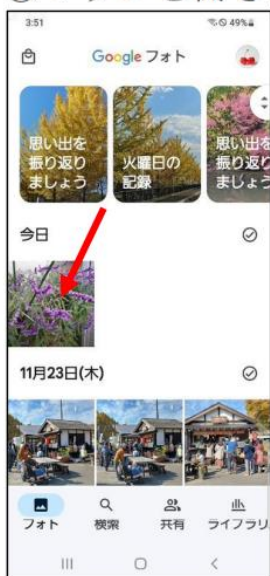 3:51
49%
Google フォト
思い出を
振り返り
ましょう
火曜日の
記録
思い出を
振り返り
ましょう
今日
11月23日(木)
フォト
検索
共有
ライフラリ